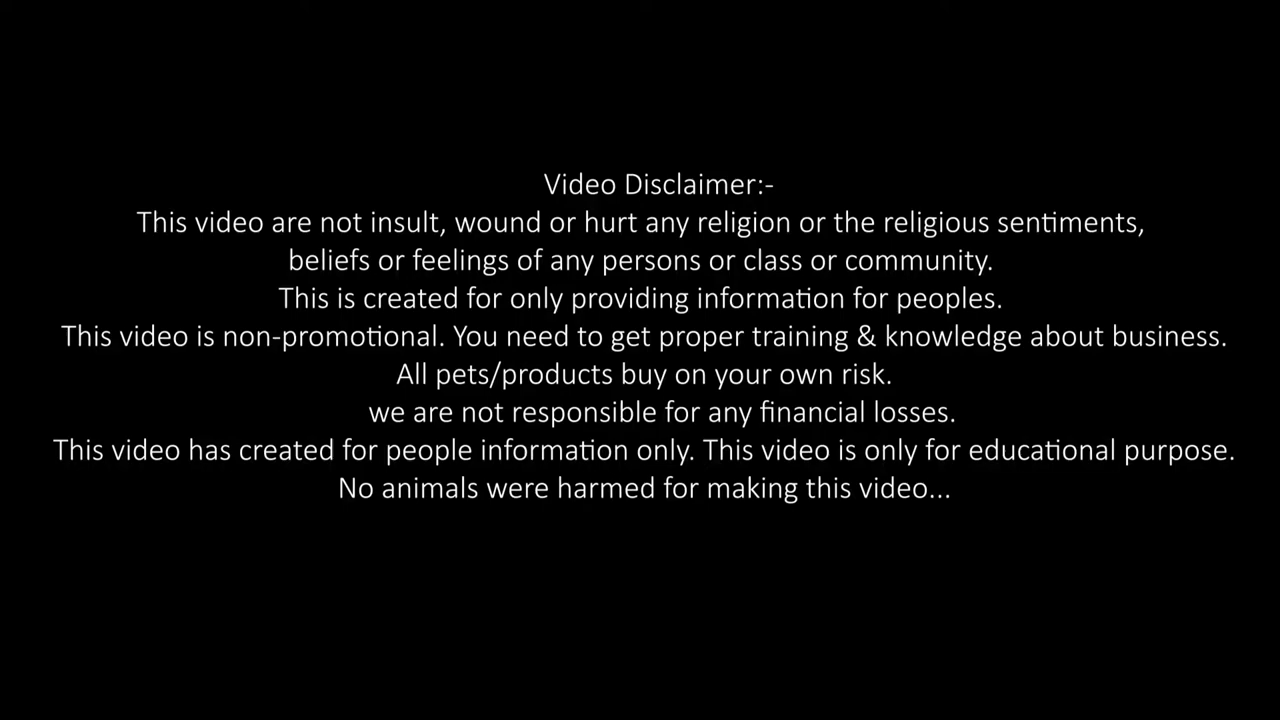 Video Disclaimer:-
This video are not insult, wound or hurt any religion or the religious sentiments,
beliefs or feelings of any persons or class or community.
This is created for only providing information for peoples.
This video is non-promotional. You need to get proper training & knowledge about business.
All pets/products buy on your own risk.
we are not responsible for any financial losses.
This video has created for people information only. This video is only for educational purpose.
No animals were harmed for making this video...